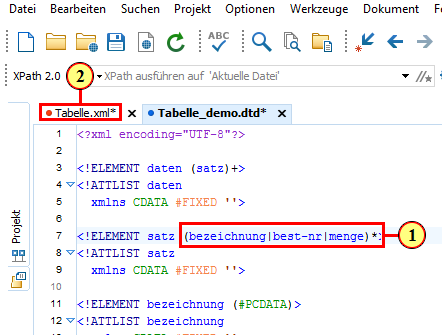 Bearbeiten Suchen Projekt Optionen Werkzeuge Dokument
ABC
XPath 2.0 2 XPath ausführen auf 'Aktuelle Datei'
Tabelle.xml* Tabelle_demo.dtd*
Projekt
1 <?xml encoding="UTF-8"?>
2
3 <!ELEMENT daten (satz)+>
4 <!ATTLIST daten
5 xmlns CDATA #FIXED ''>
6
7 <!ELEMENT satz (bezeichnung|best-nr|menge)*> 1
8 <!ATTLIST satz
9 xmlns CDATA #FIXED ''>
10
11 <!ELEMENT bezeichnung (#PCDATA)>
12 <!ATTLIST bezeichnung
13 xmlns CDATA #FIXED ''>